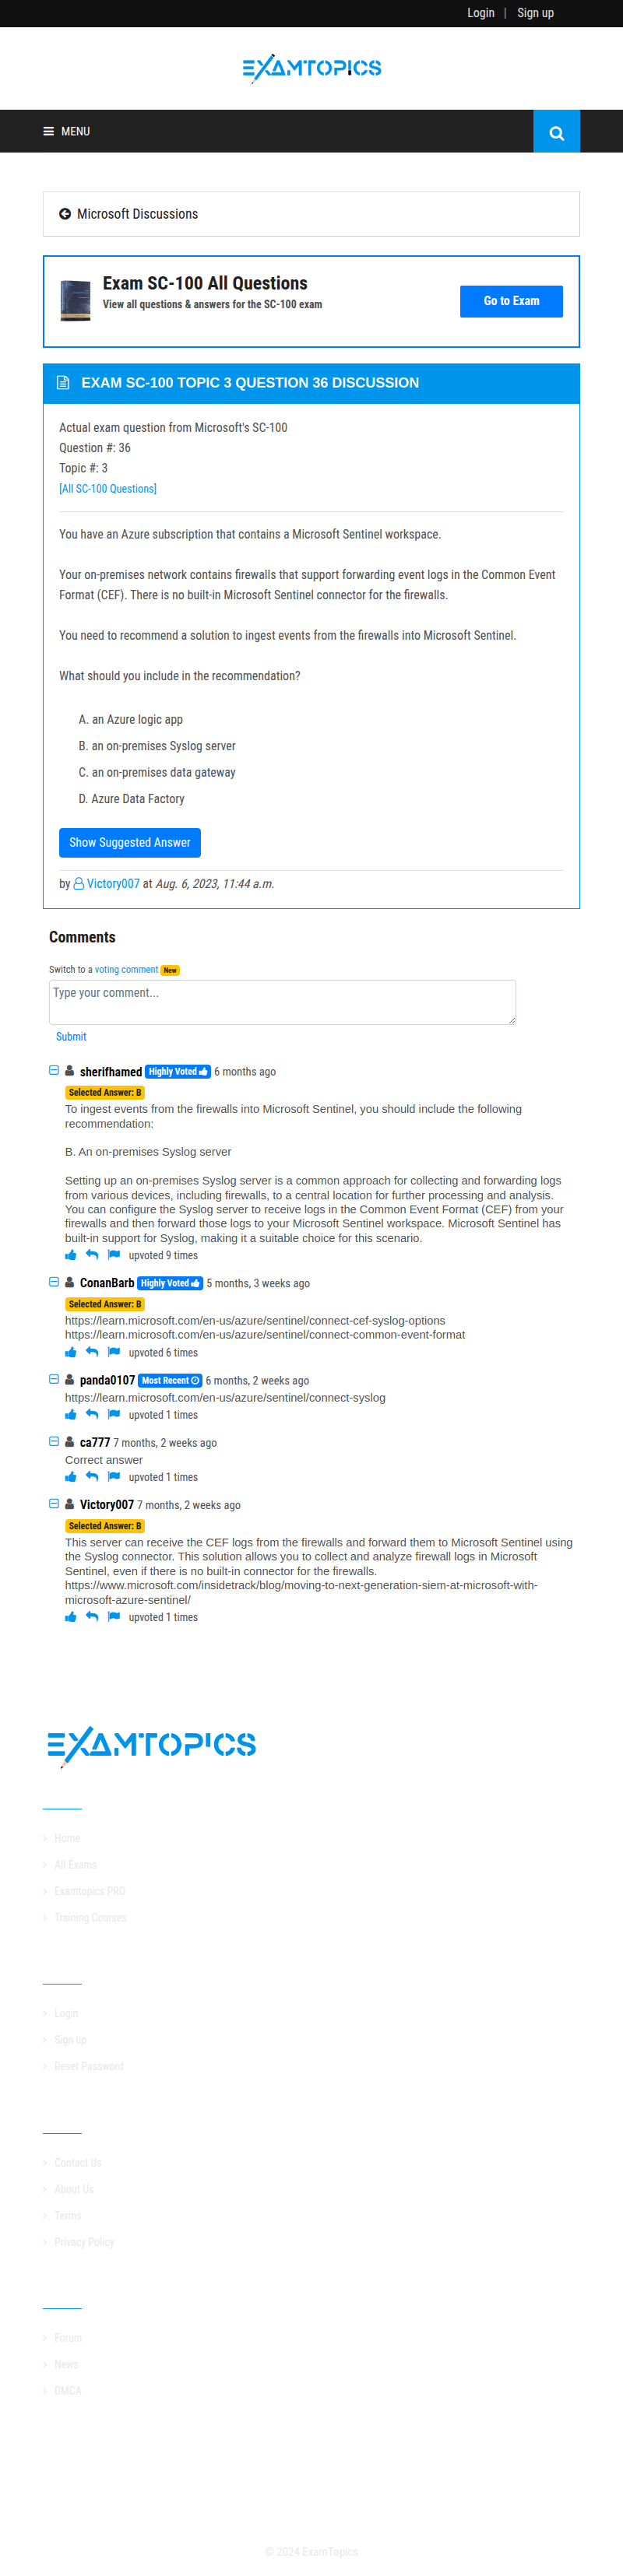 Login | Sign up
EXAMTOPICS
MENU
Microsoft Discussions
Exam SC-100 All Questions
View all questions & answers for the SC-100 exam
Go to Exam
EXAM SC-100 TOPIC 3 QUESTION 36 DISCUSSION
Actual exam question from Microsoft's SC-100
Question #: 36
Topic #: 3
[All SC-100 Questions]
You have an Azure subscription that contains a Microsoft Sentinel workspace.
Your on-premises network contains firewalls that support forwarding event logs in the Common Event
Format (CEF). There is no built-in Microsoft Sentinel connector for the firewalls.
You need to recommend a solution to ingest events from the firewalls into Microsoft Sentinel.
What should you include in the recommendation?
A. an Azure logic app
B. an on-premises Syslog server
C. an on-premises data gateway
D. Azure Data Factory
Show Suggested Answer
by Victory007 at Aug. 6, 2023, 11:44 a.m.
Comments
Switch to a voting comment New
Type your comment...
Submit
sherifhamed Highly Voted 6 months ago
Selected Answer: B
To ingest events from the firewalls into Microsoft Sentinel, you should include the following
recommendation:
B. An on-premises Syslog server
Setting up an on-premises Syslog server is a common approach for collecting and forwarding logs
from various devices, including firewalls, to a central location for further processing and analysis.
You can configure the Syslog server to receive logs in the Common Event Format (CEF) from your
firewalls and then forward those logs to your Microsoft Sentinel workspace. Microsoft Sentinel has
built-in support for Syslog, making it a suitable choice for this scenario.
upvoted 9 times
ConanBarb Highly Voted 5 months, 3 weeks ago
Selected Answer: B
https://learn.microsoft.com/en-us/azure/sentinel/connect-cef-syslog-options
https://learn.microsoft.com/en-us/azure/sentinel/connect-common-event-format
upvoted 6 times
panda0107 Most Recent 6 months, 2 weeks ago
https://learn.microsoft.com/en-us/azure/sentinel/connect-syslog
upvoted 1 times
ca777 7 months, 2 weeks ago
Correct answer
upvoted 1 times
Victory007 7 months, 2 weeks ago
Selected Answer: B
This server can receive the CEF logs from the firewalls and forward them to Microsoft Sentinel using
the Syslog connector. This solution allows you to collect and analyze firewall logs in Microsoft
Sentinel, even if there is no built-in connector for the firewalls.
https://www.microsoft.com/insidetrack/blog/moving-to-next-generation-siem-at-microsoft-with-
microsoft-azure-sentinel/
upvoted 1 times
EXAMTOPICS
Home
All Exams
Examtopics PRO
Training Courses
Login
Sign up
Reset Password
Contact Us
About Us
Terms
Privacy Policy
Forum
News
DMCA
© 2024 ExamTopics